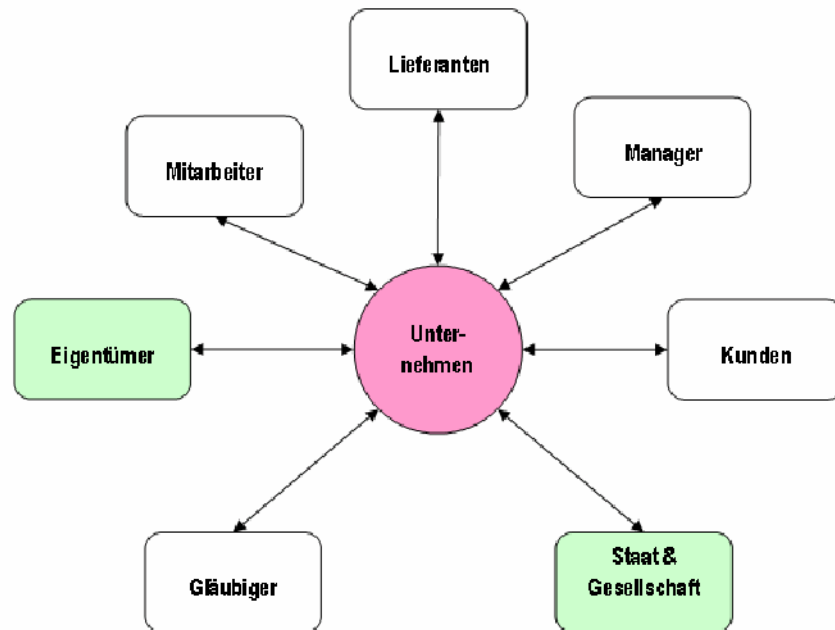 Lieferanten
Manager
Mitarbeiter
Eigentümer
Unter-
nehmen
Kunden
Gläubiger
Staat &
Gesellschaft